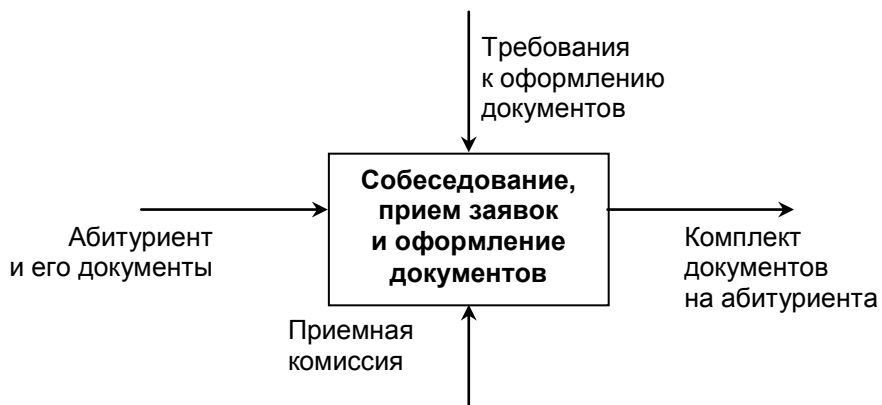 Требования
к оформлению
документов
Собеседование,
прием заявок
и оформление
документов
Абитуриент
и его документы
Комплект
документов
на абитуриента
Приемная
комиссия